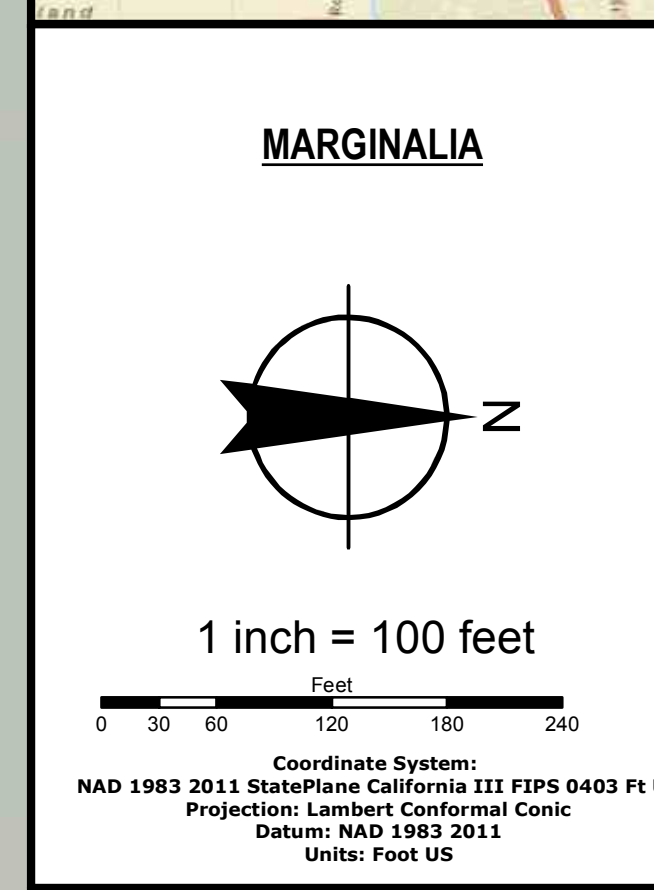 land
MARGINALIA
N
1 inch = 100 feet
Feet
0 30 60 120 180 240
Coordinate System:
NAD 1983 2011 StatePlane California III FIPS 0403 Ft
Projection: Lambert Conformal Conic
Datum: NAD 1983 2011
Units: Foot US